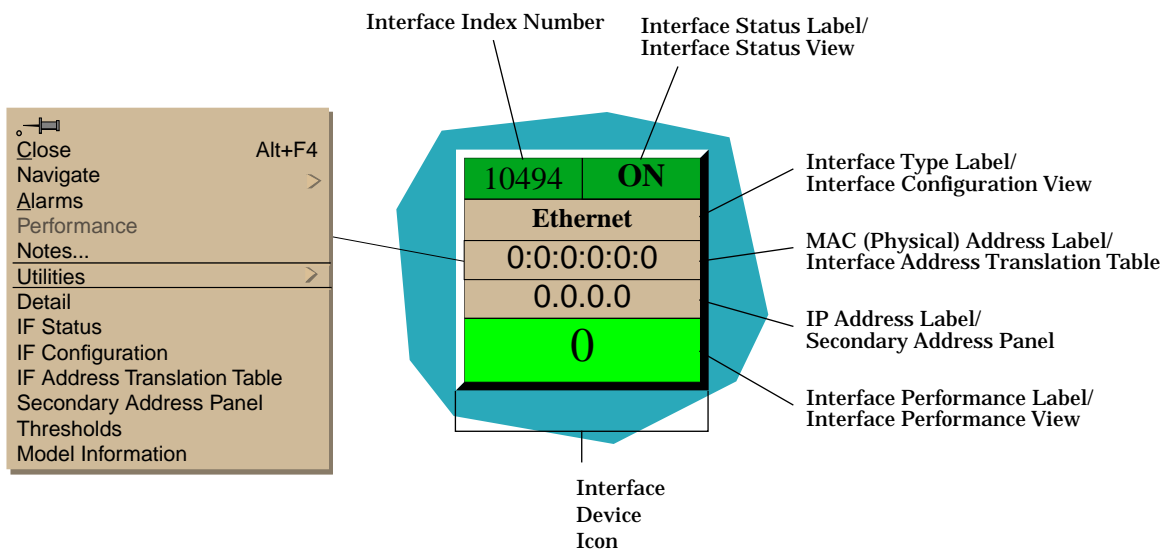 Interface Index Number
Interface Status Label/
Interface Status View
Close Alt+F4
Navigate >
Alarms
Performance
Notes...
Utilities >
Detail
IF Status
IF Configuration
IF Address Translation Table
Secondary Address Panel
Thresholds
Model Information
10494 ON
Ethernet
0:0:0:0:0:0
0.0.0.0
0
Interface Type Label/
Interface Configuration View
MAC (Physical) Address Label/
Interface Address Translation Table
IP Address Label/
Secondary Address Panel
Interface Performance Label/
Interface Performance View
Interface
Device
Icon